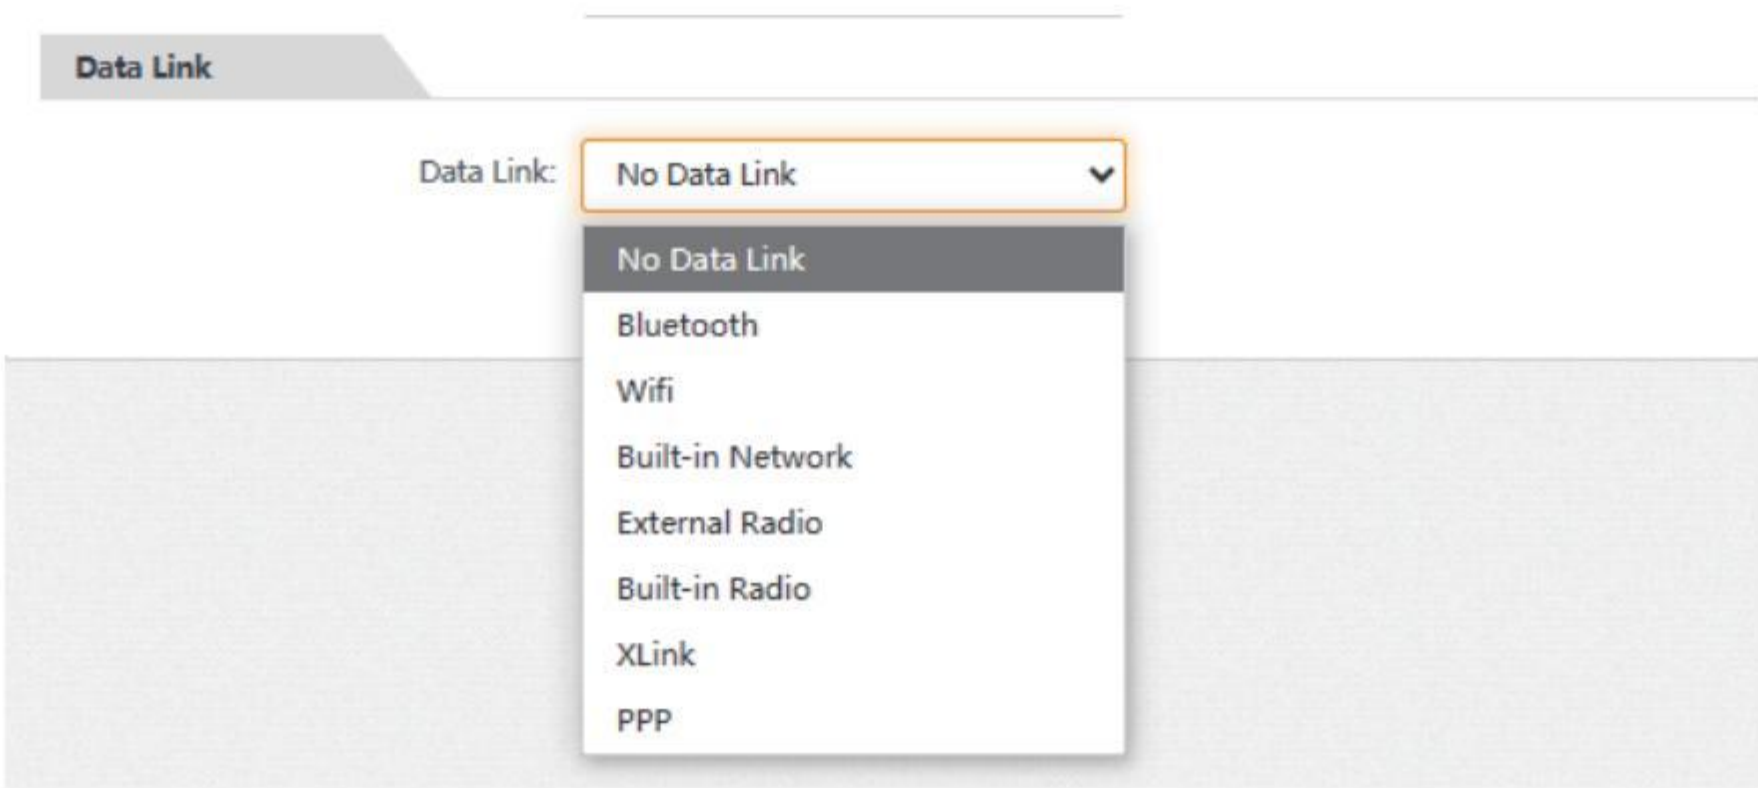 Data Link
Data Link: No Data Link
No Data Link
Bluetooth
Wifi
Built-in Network
External Radio
Built-in Radio
XLink
PPP